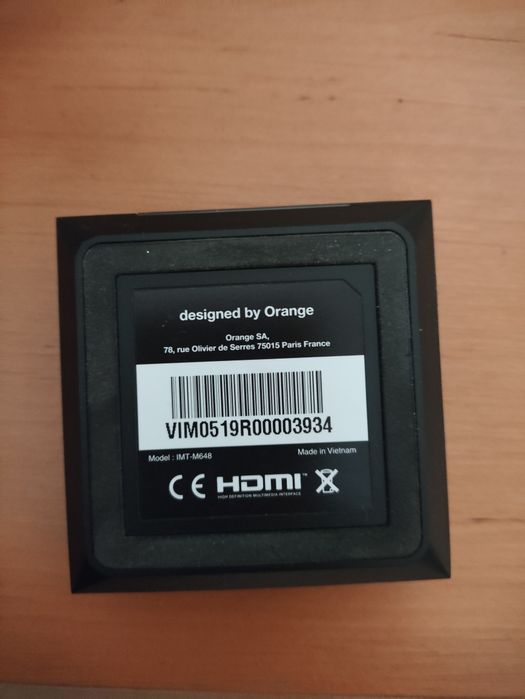 designed by Orange
Orange SA,
78, rue Olivier de Serres 75015 Paris France
VIM0519R00003934
Model : IMT-M648 Made in Vietnam
CE HDMI™
HIGH DEFINITION MULTIMEDIA INTERFACE